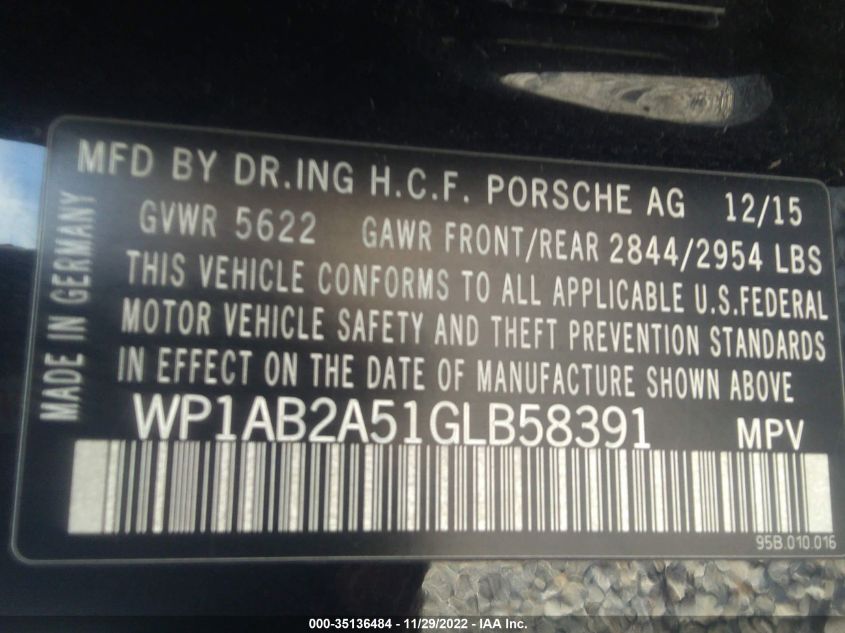 MFD BY DR.ING H.C.F. PORSCHE AG 12/15
GVWR 5622 GAWR FRONT/REAR 2844/2954 LBS
THIS VEHICLE CONFORMS TO ALL APPLICABLE U.S.FEDERAL
MOTOR VEHICLE SAFETY AND THEFT PREVENTION STANDARDS
IN EFFECT ON THE DATE OF MANUFACTURE SHOWN ABOVE
MADE IN GERMANY
WP1AB2A51GLB58391 MPV
95B.010.016
000-35136484 - 11/29/2022 - IAA Inc.